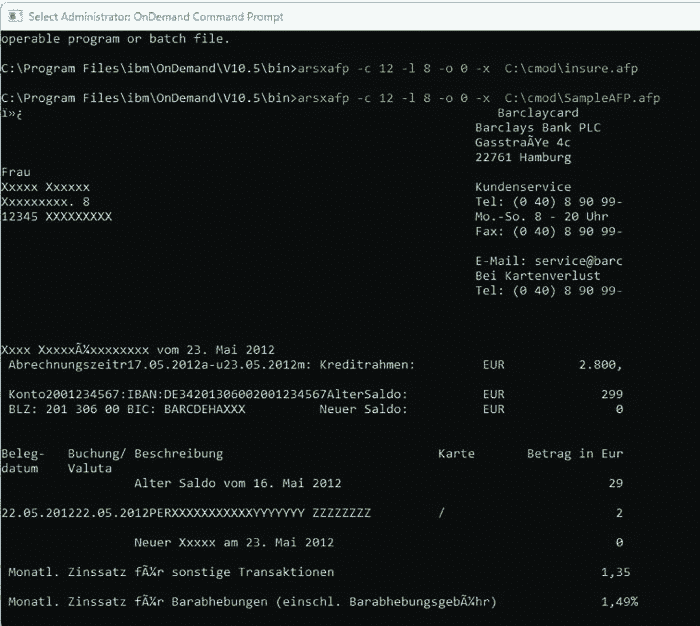 Select Administrator: OnDemand Command Prompt
operable program or batch file.
C:\Program Files\ibm\OnDemand\V10.5\bin>arsxafp -c 12 -l 8 -o 0 -x  C:\cmod\insure.afp
C:\Program Files\ibm\OnDemand\V10.5\bin>arsxafp -c 12 -l 8 -o 0 -x  C:\cmod\SampleAFP.afp
ï»¿ Barclaycard
Barclays Bank PLC
GasstraÃŸe 4c
22761 Hamburg
Frau
Xxxxx Xxxxxx Kundenservice
Xxxxxxxxx. 8 Tel: (0 40) 8 90 99-
12345 XXXXXXXXX Mo.-So. 8 - 20 Uhr
Fax: (0 40) 8 90 99-
E-Mail: service@barc
Bei Kartenverlust
Tel: (0 40) 8 90 99-
Xxxx XxxxxÃ¼xxxxxxxx vom 23. Mai 2012
Abrechnungszeitr17.05.2012a-u23.05.2012m: Kreditrahmen: EUR 2.800,
Konto2001234567:IBAN:DE34201306002001234567AlterSaldo: EUR 299
BLZ: 201 306 00 BIC: BARCDEHAXXX Neuer Saldo: EUR 0
Beleg- Buchung/ Beschreibung Karte Betrag in Eur
datum Valuta
Alter Saldo vom 16. Mai 2012 29
22.05.201222.05.2012PERXXXXXXXXXXXYYYYYYY ZZZZZZZZ / 2
Neuer Xxxxx am 23. Mai 2012 0
Monatl. Zinssatz fÃ¼r sonstige Transaktionen 1,35
Monatl. Zinssatz fÃ¼r Barabhebungen (einschl. BarabhebungsgebÃ¼hr) 1,49%